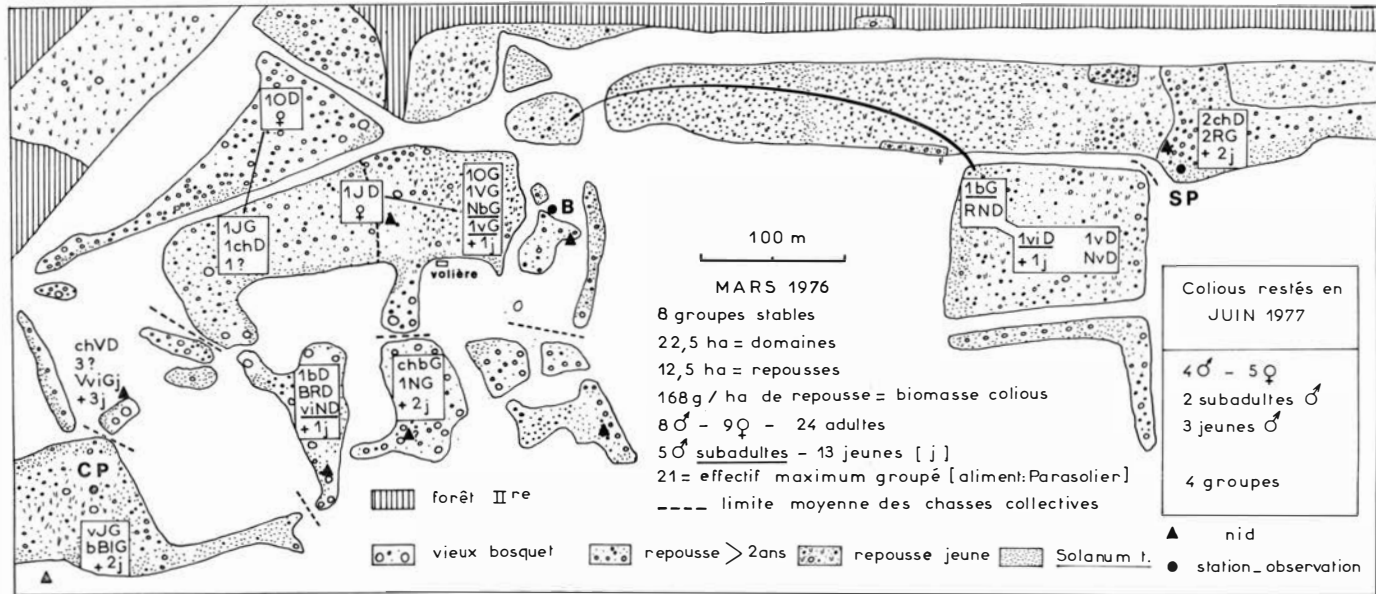 1OD
♀
1JG
1chD
1?
1JD
♀
1OG
1VG
NbG
1vG
+ 1j
B
volière
chVD
3?
VviGj
+ 3j
CP
vJG
bBlG
+ 2j
1bD
BRD
viND
+ 1j
chbG
1NG
+ 2j
1bG
RND
1viD
+ 1j
1vD
NvD
2chD
2RG
+ 2j
SP
100 m
MARS 1976
8 groupes stables
22,5 ha = domaines
12,5 ha = repousses
168 g / ha de repousse = biomasse colious
8 ♂ - 9 ♀ - 24 adultes
5 ♂ subadultes - 13 jeunes [ j ]
21 = effectif maximum groupé [ aliment: Parasolier ]
---- limite moyenne des chasses collectives
Colious restés en
JUIN 1977
4 ♂ - 5 ♀
2 subadultes ♂
3 jeunes ♂
4 groupes
forêt II re
vieux bosquet
repousse > 2ans
repousse jeune
Solanum t.
nid
station_observation